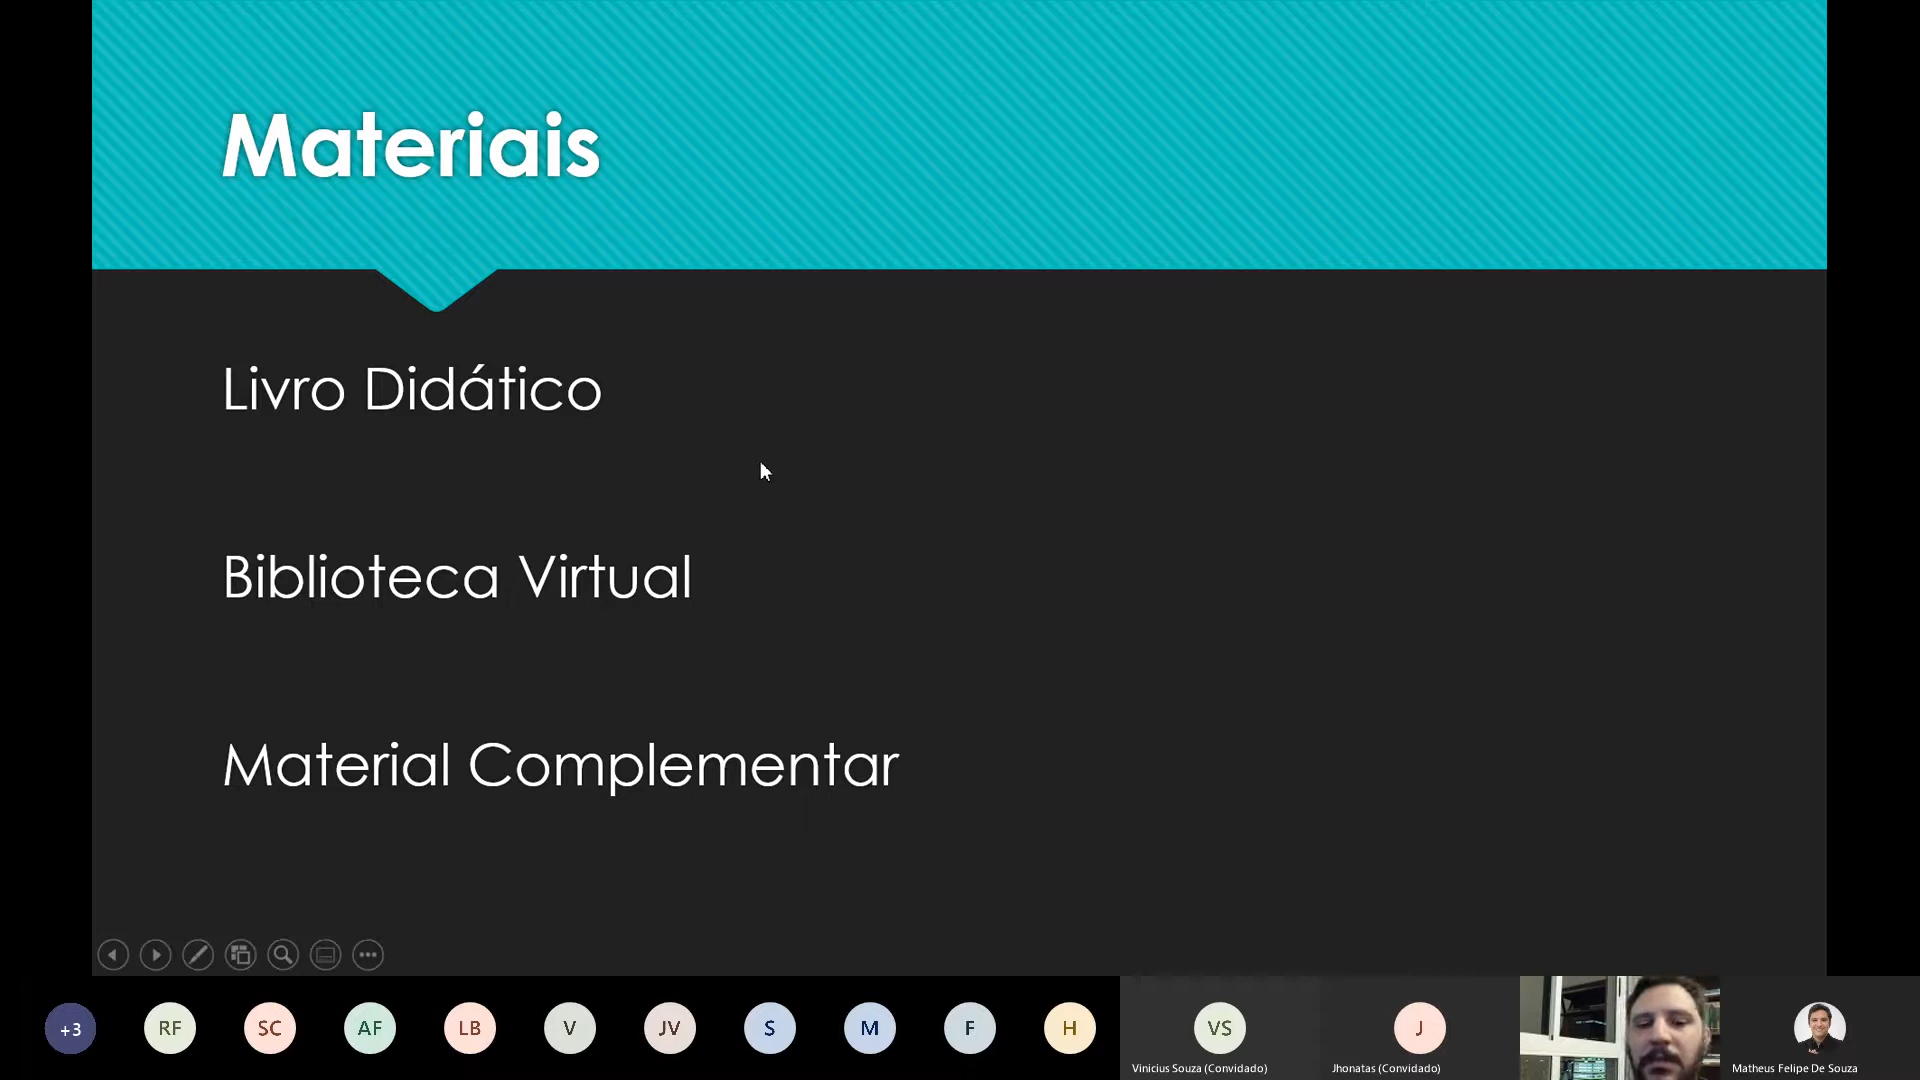 Materiais
Livro Didático
Biblioteca Virtual
Material Complementar
+3
RF
SC
AF
LB
V
JV
S
M
F
H
VS
J
Vinicius Souza (Convidado)
Jhonatas (Convidado)
Matheus Felipe De Souza